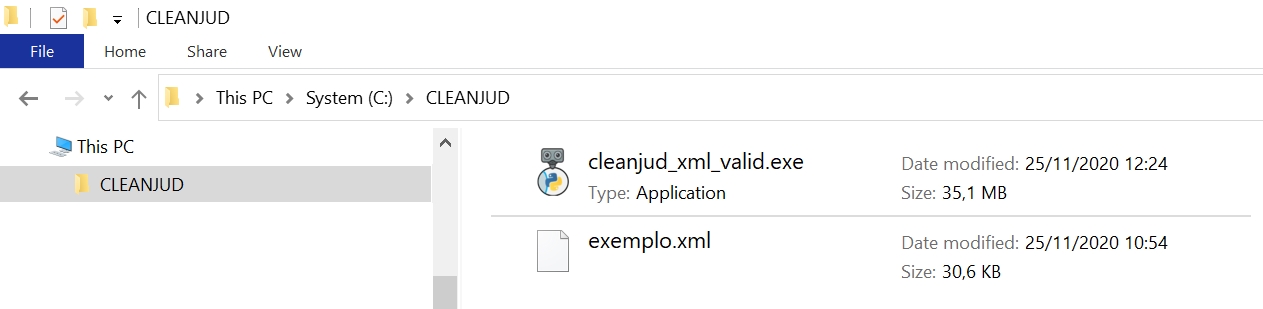 CLEANJUD
File Home Share View
This PC System (C:) CLEANJUD
This PC
CLEANJUD
cleanjud_xml_valid.exe
Type: Application
Date modified: 25/11/2020 12:24
Size: 35,1 MB
exemplo.xml
Date modified: 25/11/2020 10:54
Size: 30,6 KB